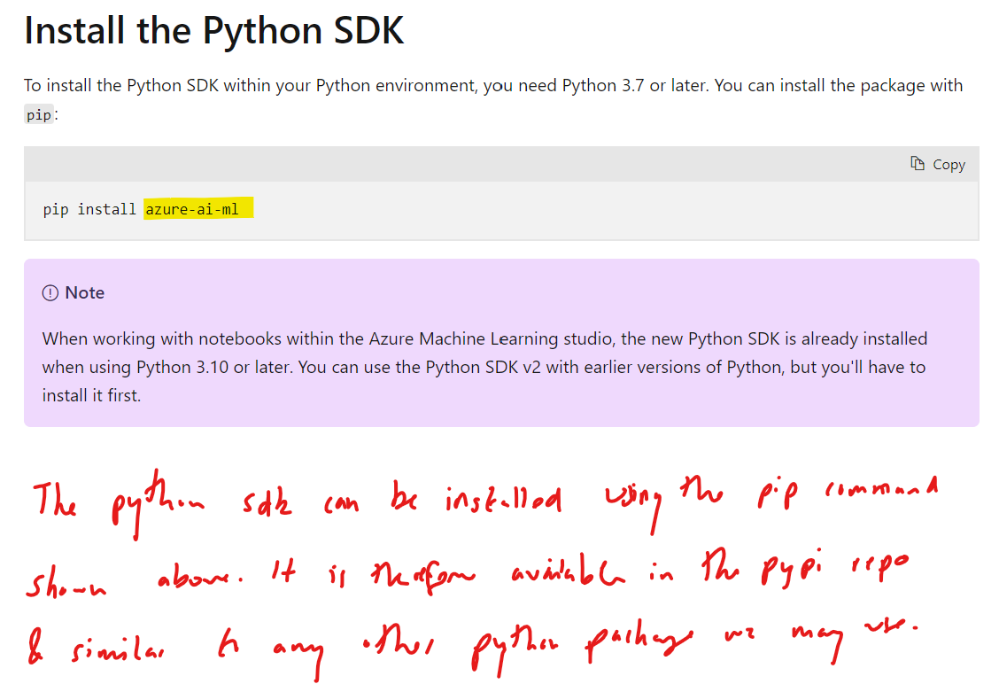 Install the Python SDK
To install the Python SDK within your Python environment, you need Python 3.7 or later. You can install the package with
pip:
Copy
pip install azure-ai-ml
Note
When working with notebooks within the Azure Machine Learning studio, the new Python SDK is already installed
when using Python 3.10 or later. You can use the Python SDK v2 with earlier versions of Python, but you'll have to
install it first.
The python sdk can be installed using the pip command
shown above. It is therefore available in the pypi repo
& similar to any other python package we may use.